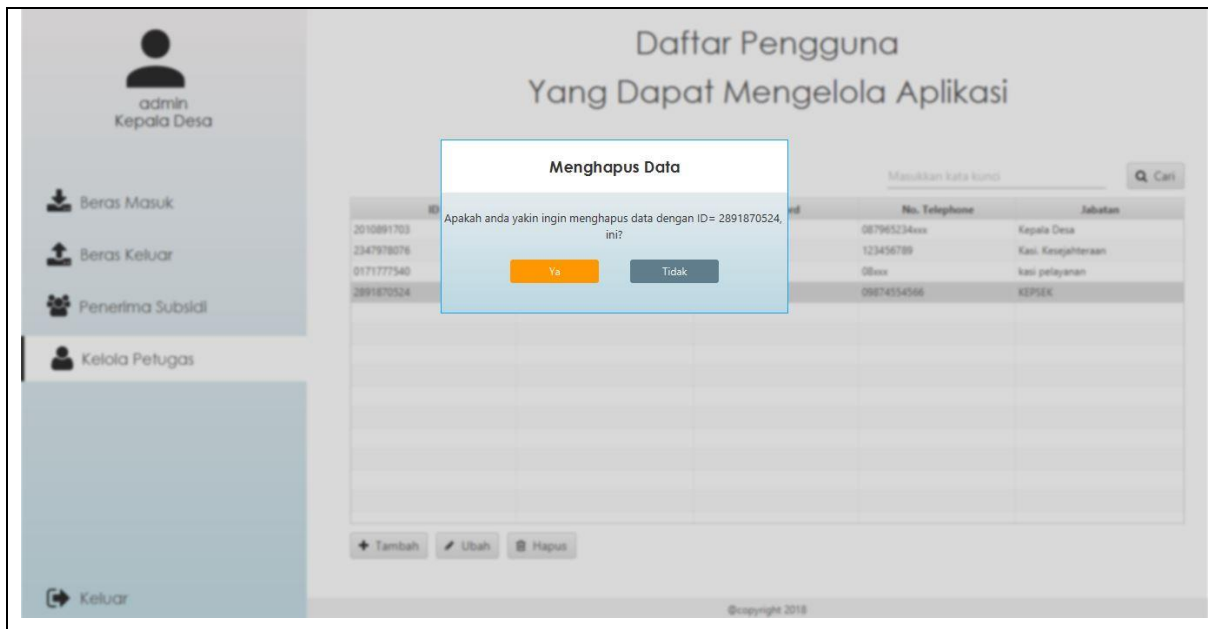 admin
Kepala Desa
Beras Masuk
Beras Keluar
Penerima Subsidi
Kelola Petugas
Keluar
Daftar Pengguna
Yang Dapat Mengelola Aplikasi
Masukkan kata kunci
Cari
Menghapus Data
Apakah anda yakin ingin menghapus data dengan ID= 2891870524,
ini?
Ya
Tidak
ID No. Telephone Jabatan
2010891703 087965234xxx Kepala Desa
2347978076 123456789 Kasi. Kesejahteraan
0171777540 08xxx kasi pelayanan
2891870524 09874554566 KEPSEK
Tambah Ubah Hapus
©copyright 2018